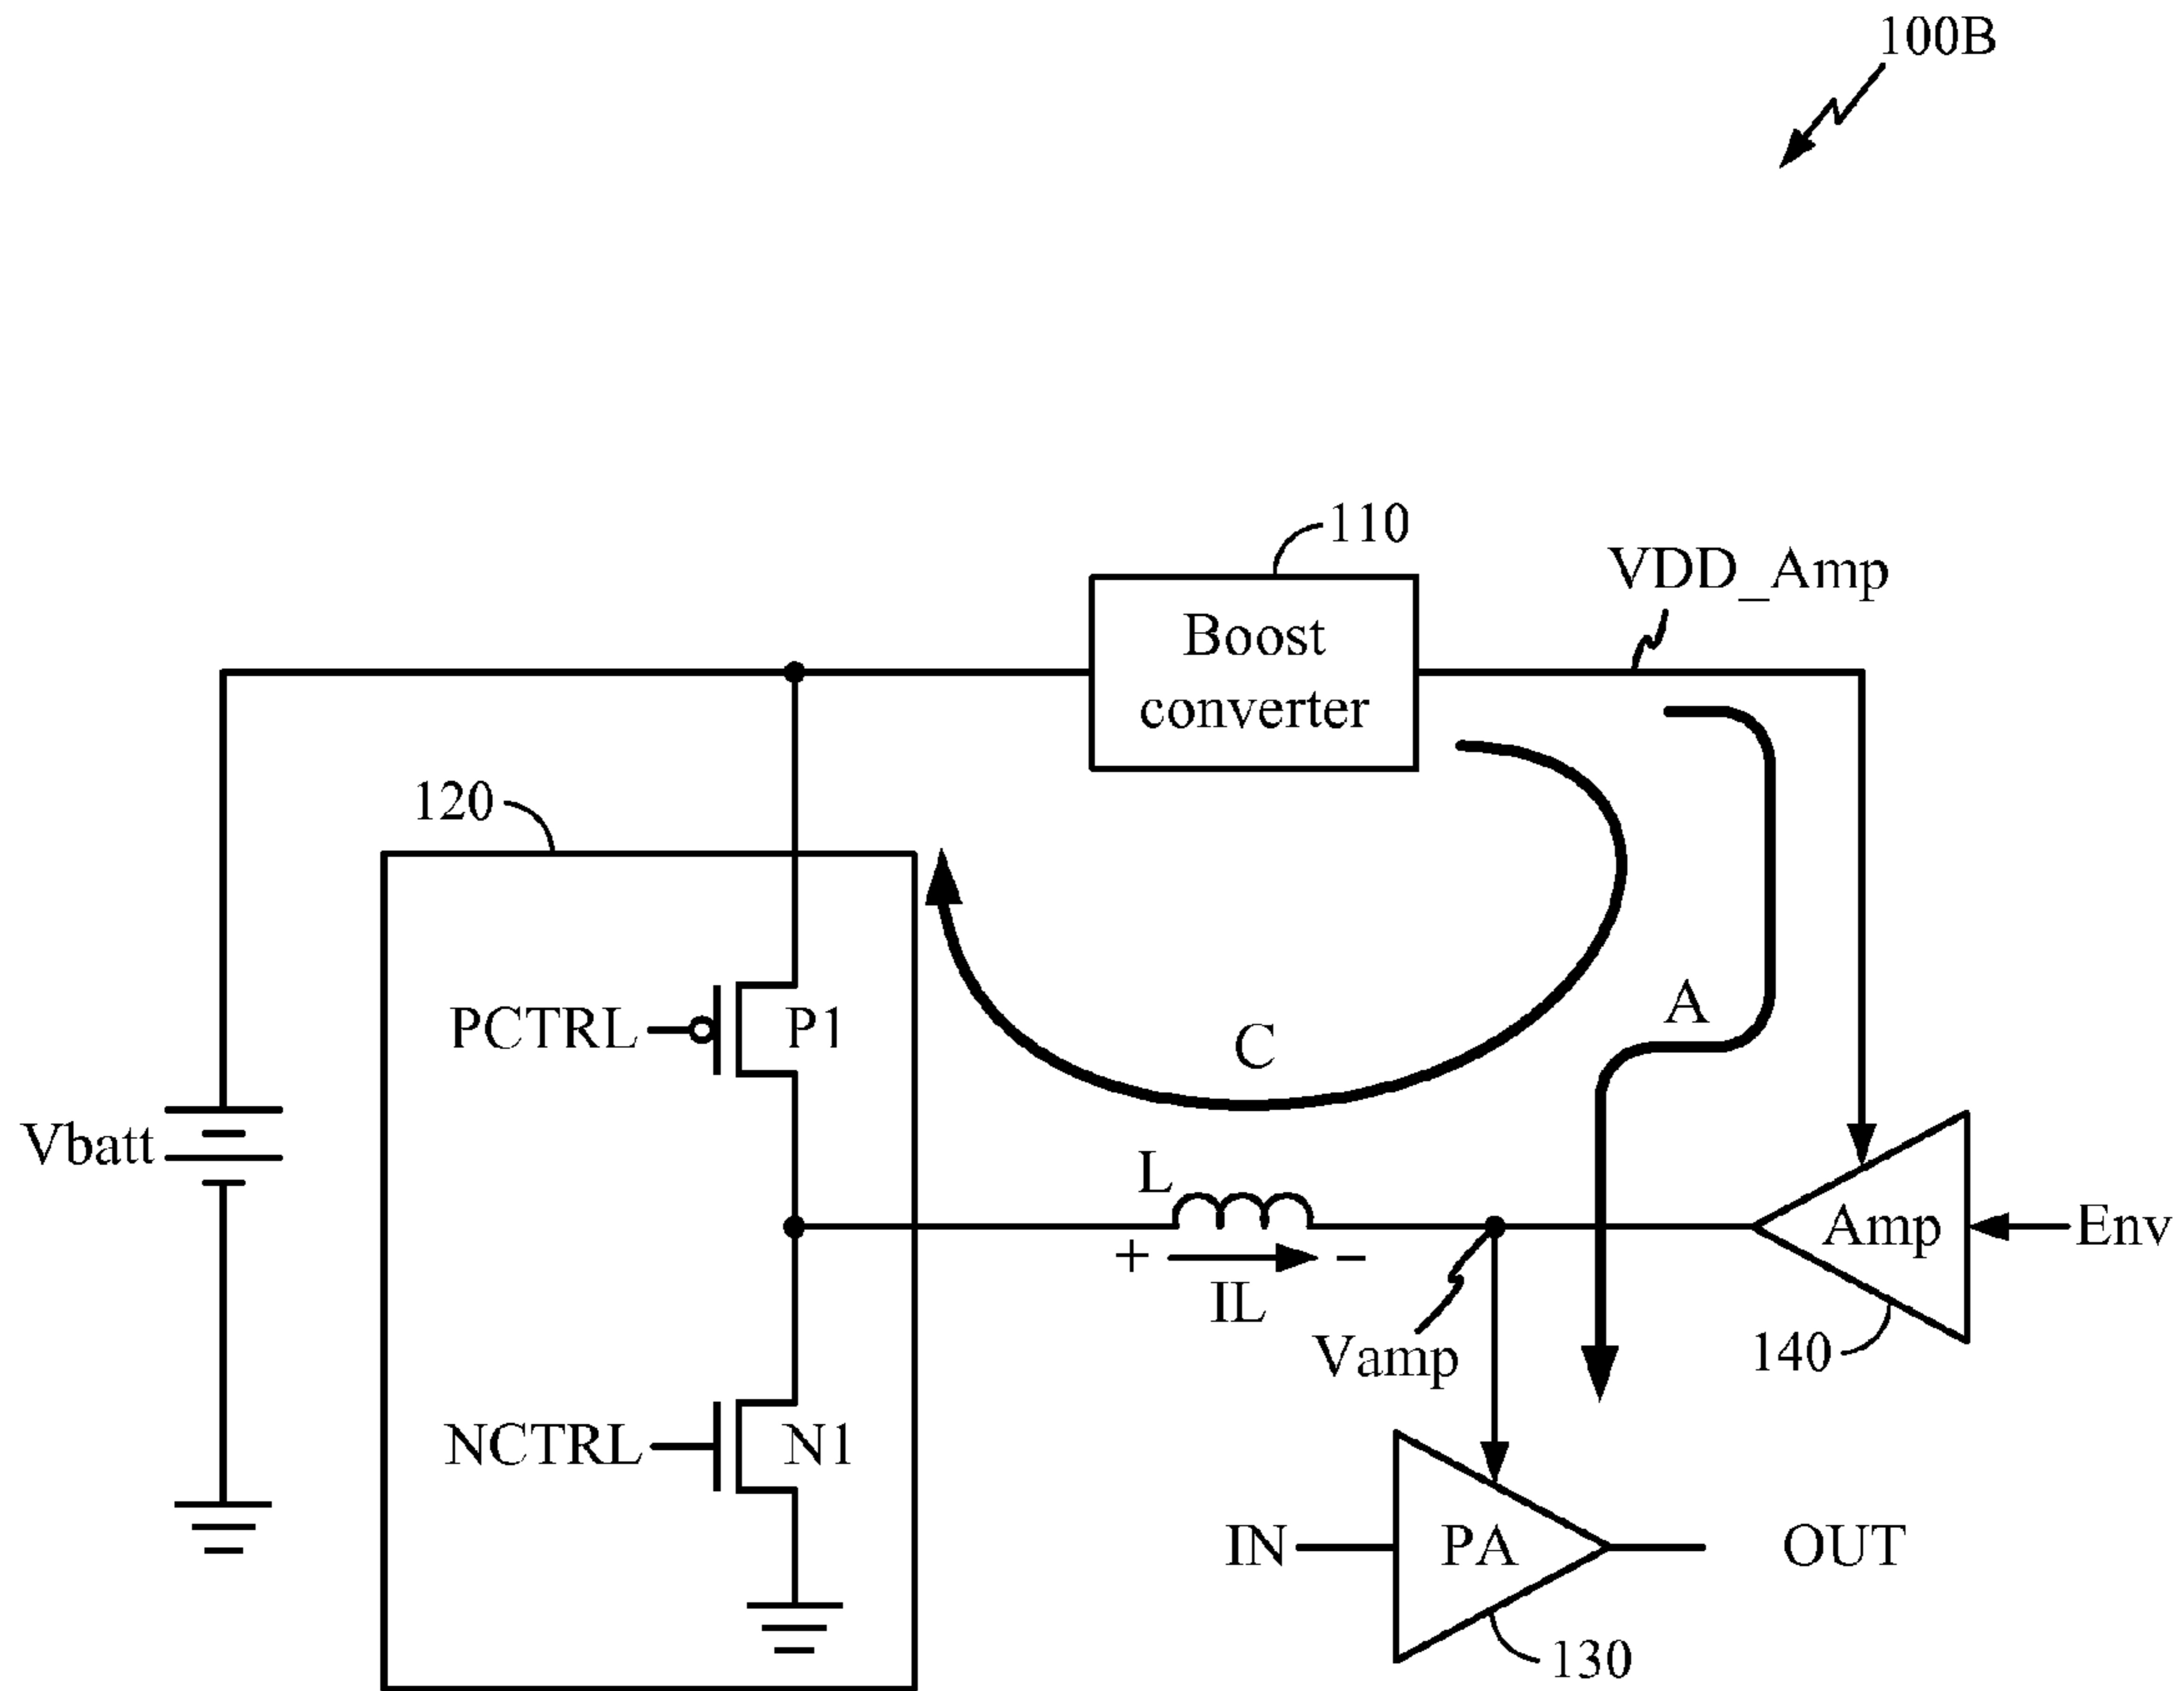 100B
110
VDD_Amp
Boost
converter
120
PCTRL
P1
C
A
Vbatt
L
Amp
Env
+
−
IL
Vamp
140
NCTRL
N1
IN
PA
OUT
130